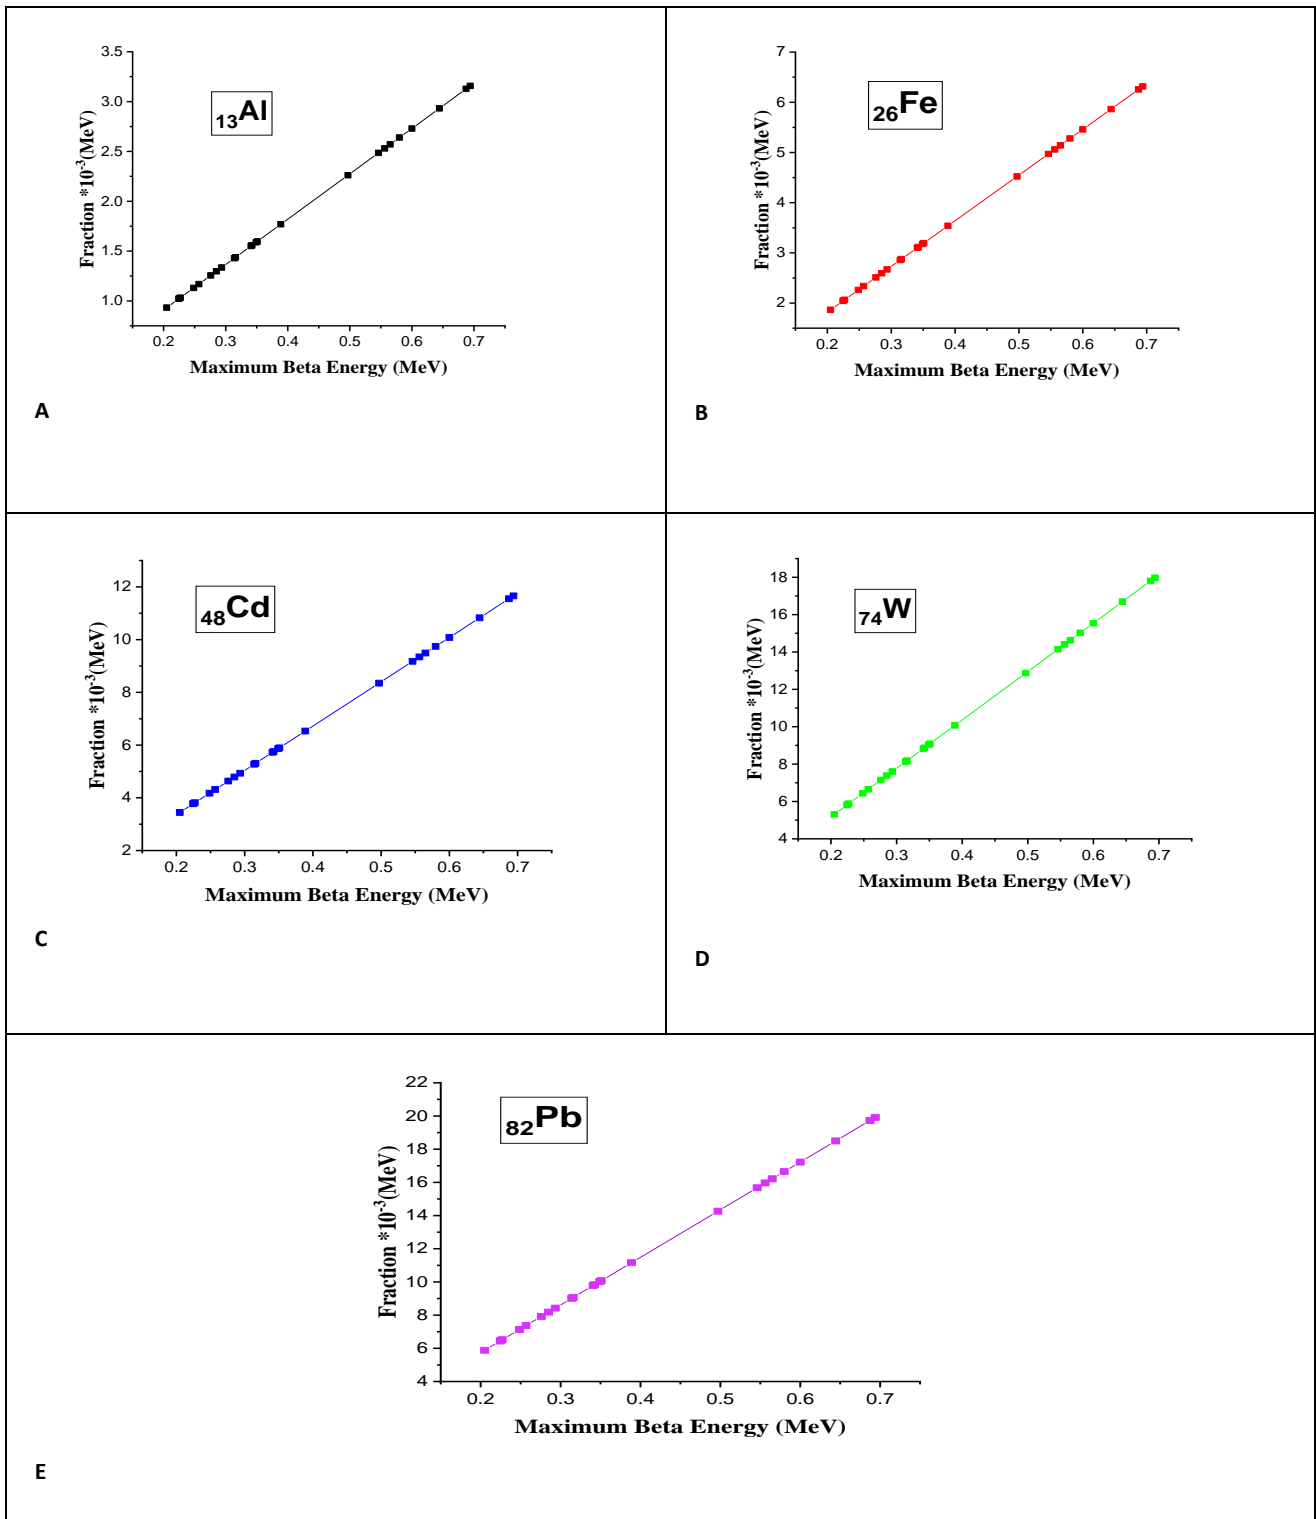 3.5
3.0
2.5
2.0
1.5
1.0
Fraction *10-3(MeV)
13Al
0.2 0.3 0.4 0.5 0.6 0.7
Maximum Beta Energy (MeV)
A
7
6
5
4
3
2
Fraction *10-3(MeV)
26Fe
0.2 0.3 0.4 0.5 0.6 0.7
Maximum Beta Energy (MeV)
B
12
10
8
6
4
2
Fraction *10-3(MeV)
48Cd
0.2 0.3 0.4 0.5 0.6 0.7
Maximum Beta Energy (MeV)
C
18
16
14
12
10
8
6
4
Fraction *10-3(MeV)
74W
0.2 0.3 0.4 0.5 0.6 0.7
Maximum Beta Energy (MeV)
D
22
20
18
16
14
12
10
8
6
4
Fraction *10-3(MeV)
82Pb
0.2 0.3 0.4 0.5 0.6 0.7
Maximum Beta Energy (MeV)
E